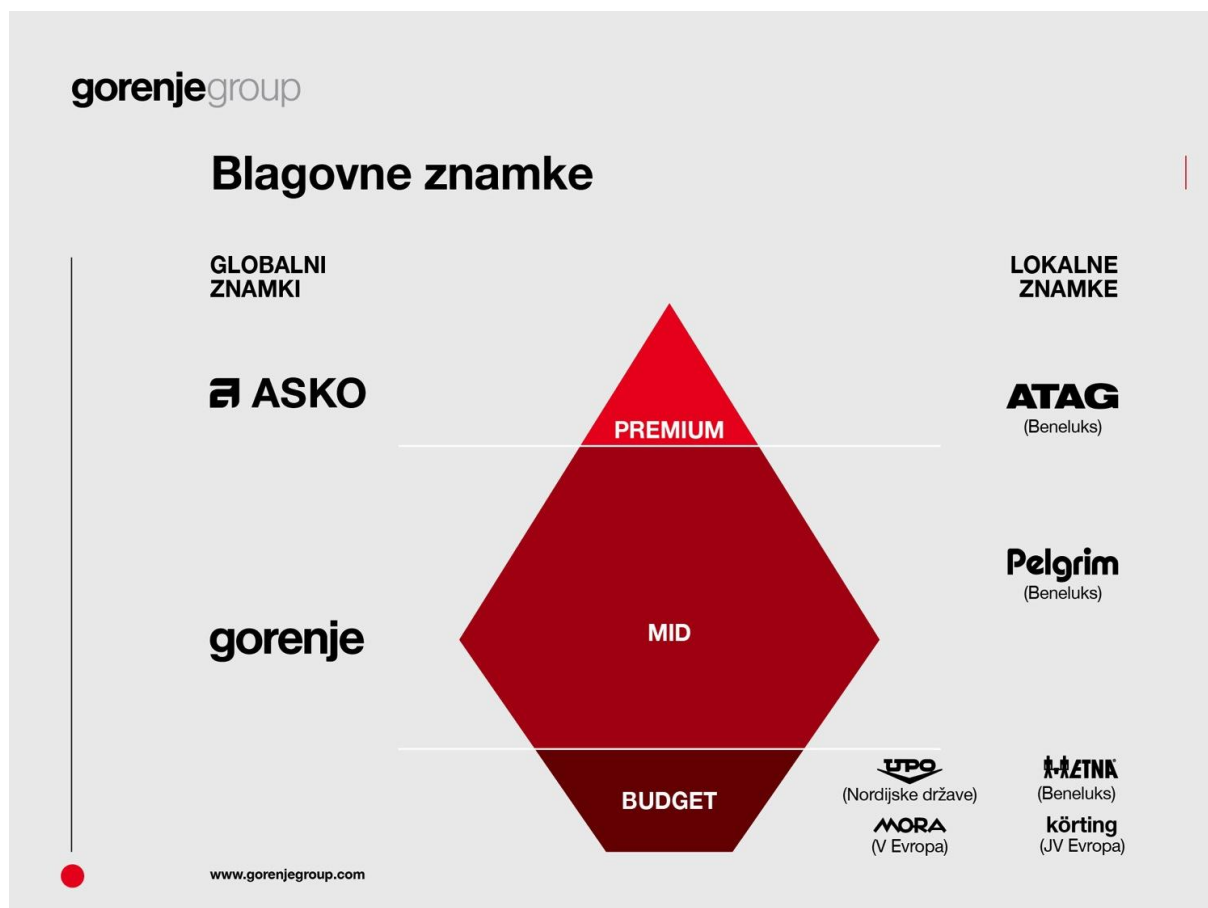 gorenjegroup
Blagovne znamke
GLOBALNI
ZNAMKI
LOKALNE
ZNAMKE
ASKO
ATAG
(Beneluks)
PREMIUM
Pelgrim
(Beneluks)
gorenje
MID
BUDGET
UPO
(Nordijske države)
ETNA
(Beneluks)
MORA
(V Evropa)
körting
(JV Evropa)
www.gorenjegroup.com